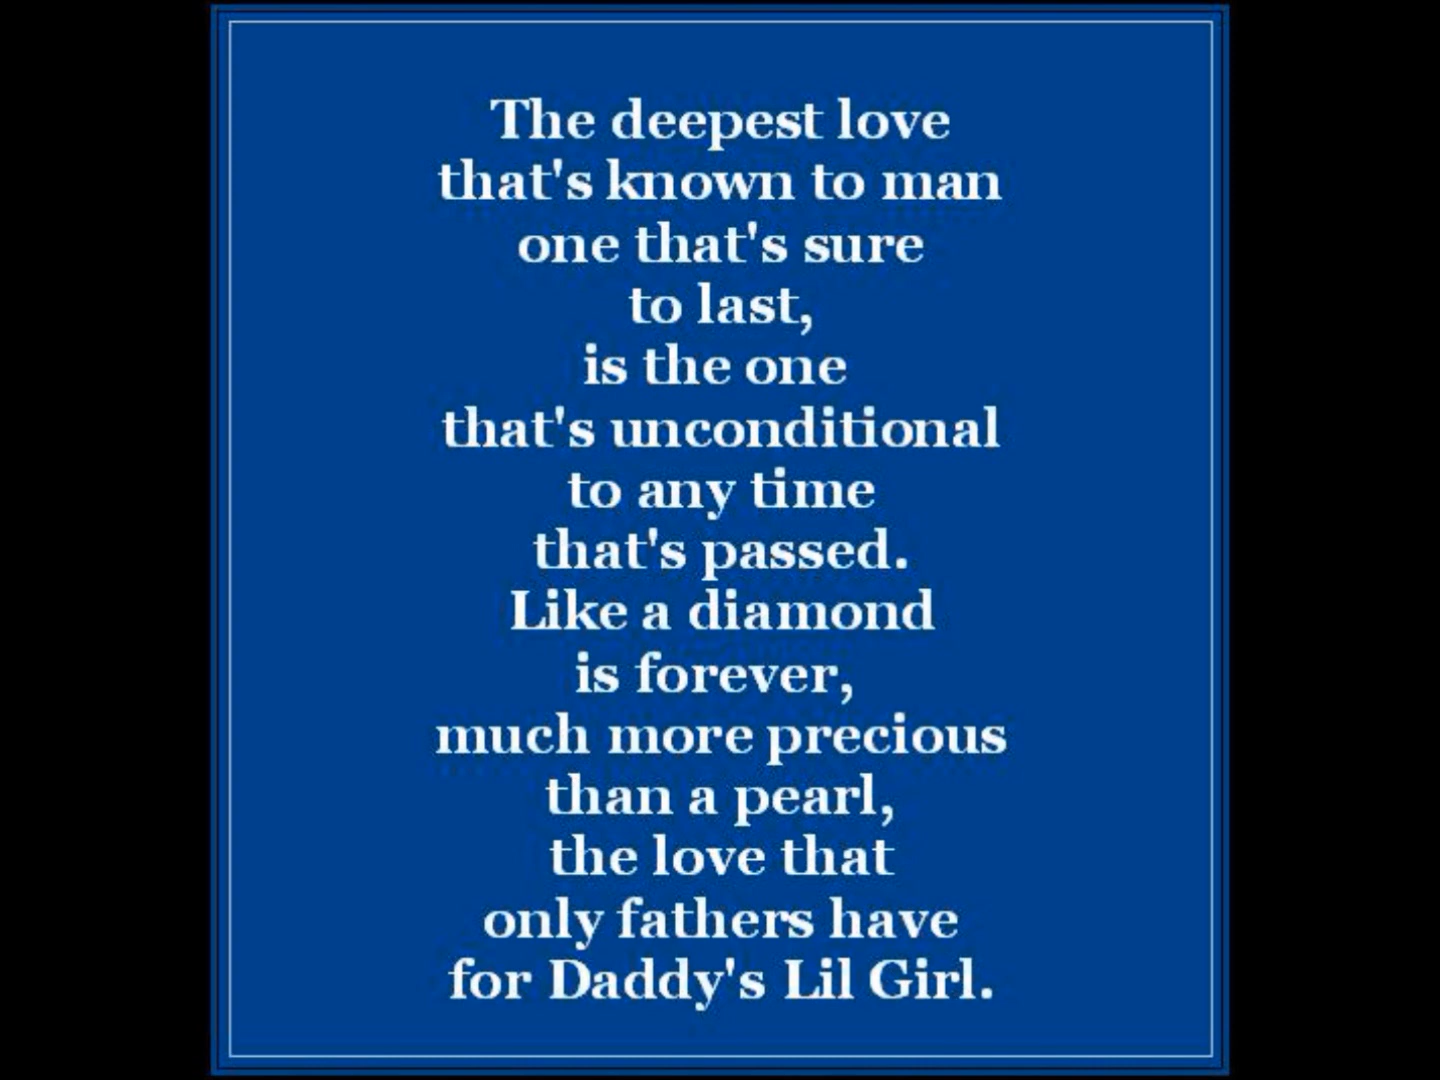 The deepest love
that's known to man
one that's sure
to last,
is the one
that's unconditional
to any time
that's passed.
Like a diamond
is forever,
much more precious
than a pearl,
the love that
only fathers have
for Daddy's Lil Girl.